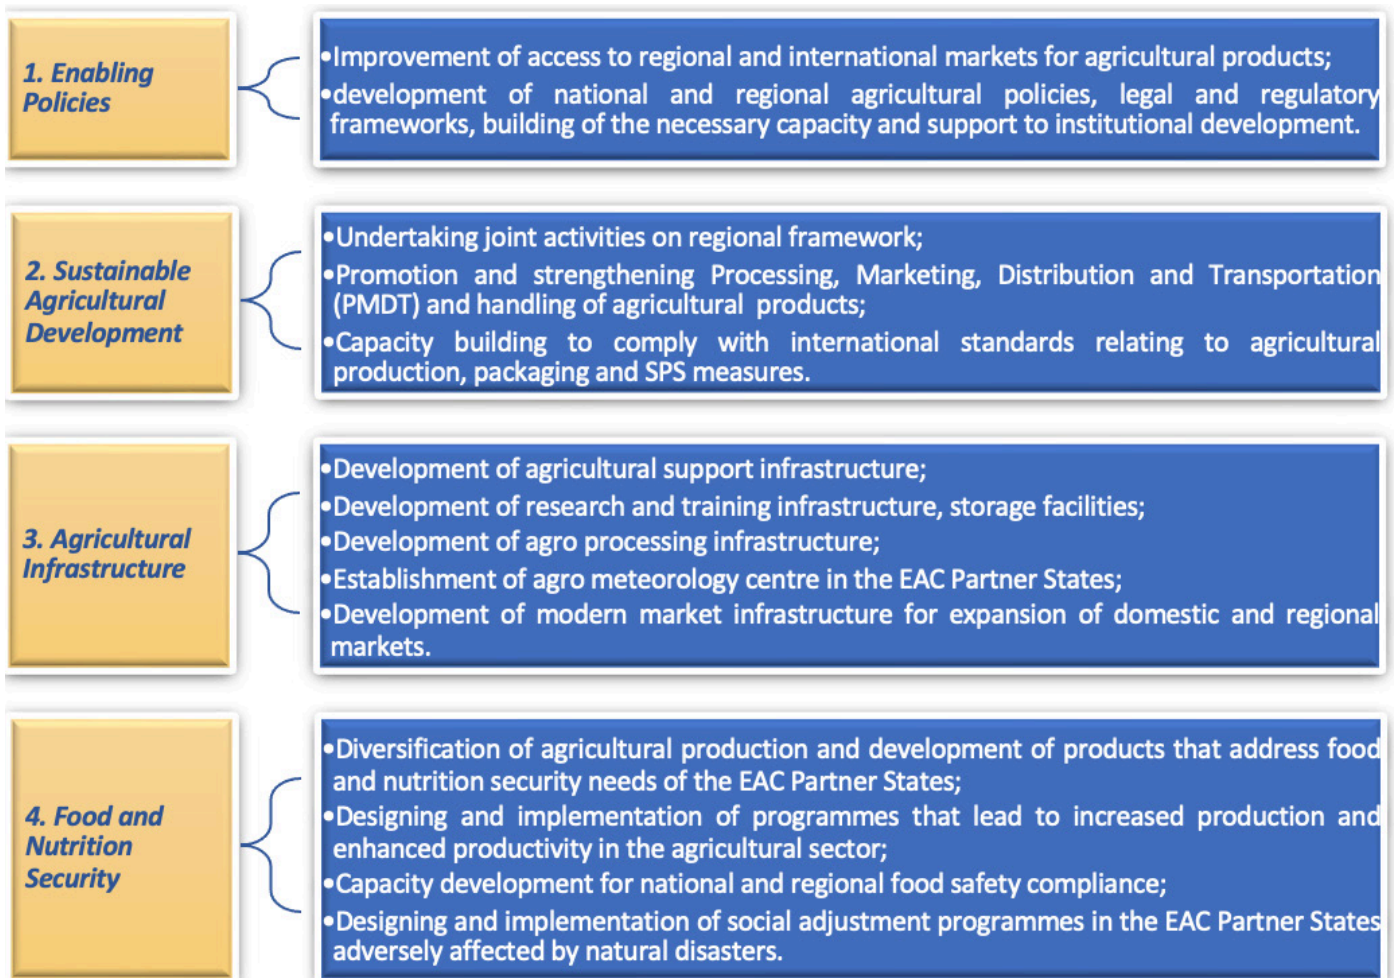 1. Enabling
Policies
•Improvement of access to regional and international markets for agricultural products;
•development of national and regional agricultural policies, legal and regulatory
frameworks, building of the necessary capacity and support to institutional development.
2. Sustainable
Agricultural
Development
•Undertaking joint activities on regional framework;
•Promotion and strengthening Processing, Marketing, Distribution and Transportation
(PMDT) and handling of agricultural products;
•Capacity building to comply with international standards relating to agricultural
production, packaging and SPS measures.
3. Agricultural
Infrastructure
•Development of agricultural support infrastructure;
•Development of research and training infrastructure, storage facilities;
•Development of agro processing infrastructure;
•Establishment of agro meteorology centre in the EAC Partner States;
•Development of modern market infrastructure for expansion of domestic and regional
markets.
4. Food and
Nutrition
Security
•Diversification of agricultural production and development of products that address food
and nutrition security needs of the EAC Partner States;
•Designing and implementation of programmes that lead to increased production and
enhanced productivity in the agricultural sector;
•Capacity development for national and regional food safety compliance;
•Designing and implementation of social adjustment programmes in the EAC Partner States
adversely affected by natural disasters.